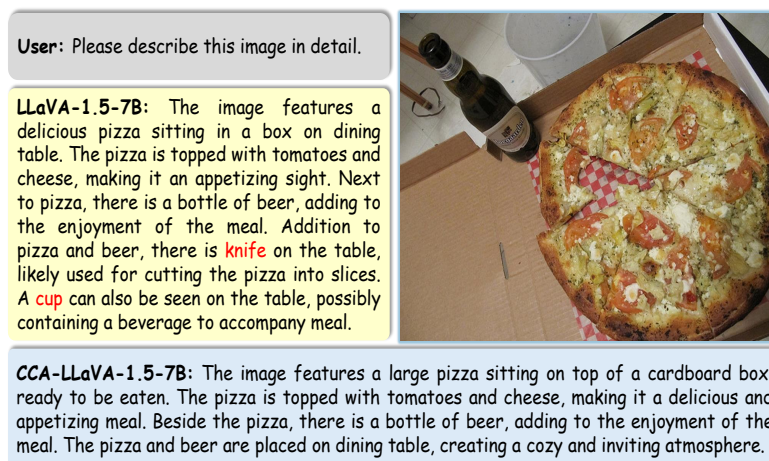 User: Please describe this image in detail.
LLaVA-1.5-7B: The image features a
delicious pizza sitting in a box on dining
table. The pizza is topped with tomatoes and
cheese, making it an appetizing sight. Next
to pizza, there is a bottle of beer, adding to
the enjoyment of the meal. Addition to
pizza and beer, there is knife on the table,
likely used for cutting the pizza into slices.
A cup can also be seen on the table, possibly
containing a beverage to accompany meal.
CCA-LLaVA-1.5-7B: The image features a large pizza sitting on top of a cardboard box
ready to be eaten. The pizza is topped with tomatoes and cheese, making it a delicious and
appetizing meal. Beside the pizza, there is a bottle of beer, adding to the enjoyment of the
meal. The pizza and beer are placed on dining table, creating a cozy and inviting atmosphere.